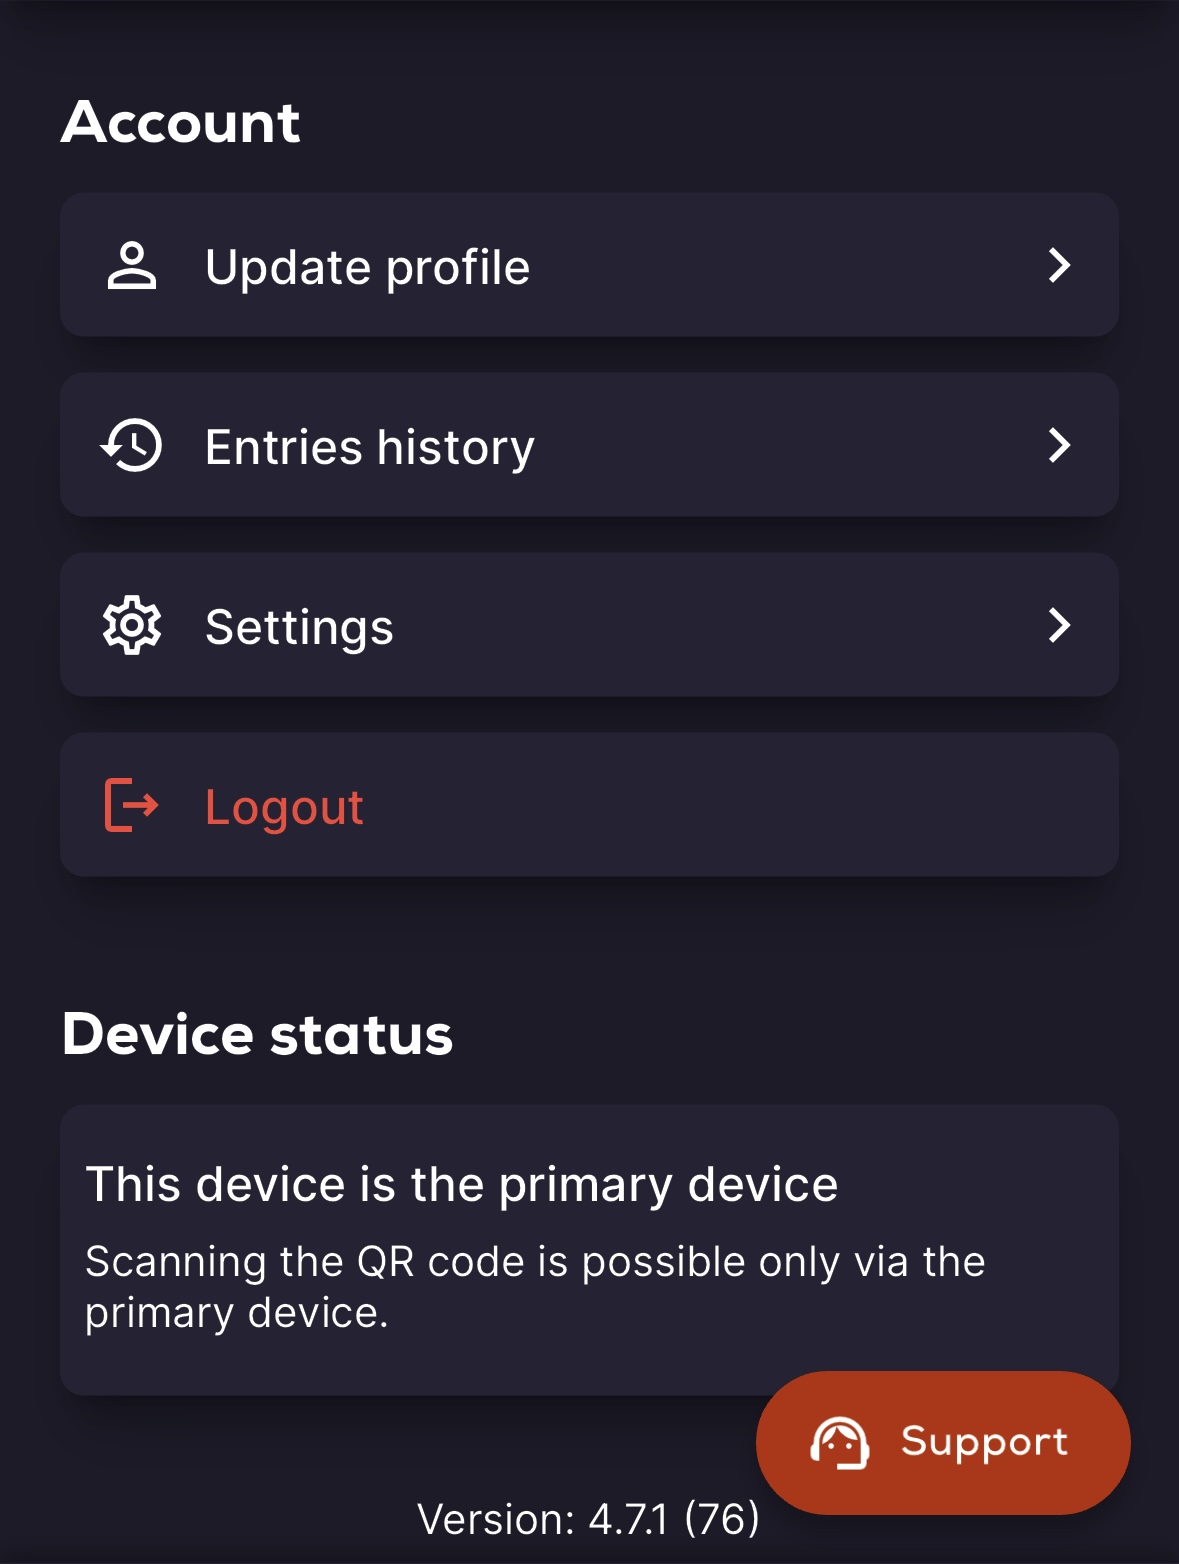 Account
Update profile
Entries history
Settings
Logout
Device status
This device is the primary device
Scanning the QR code is possible only via the
primary device.
Support
Version: 4.7.1 (76)